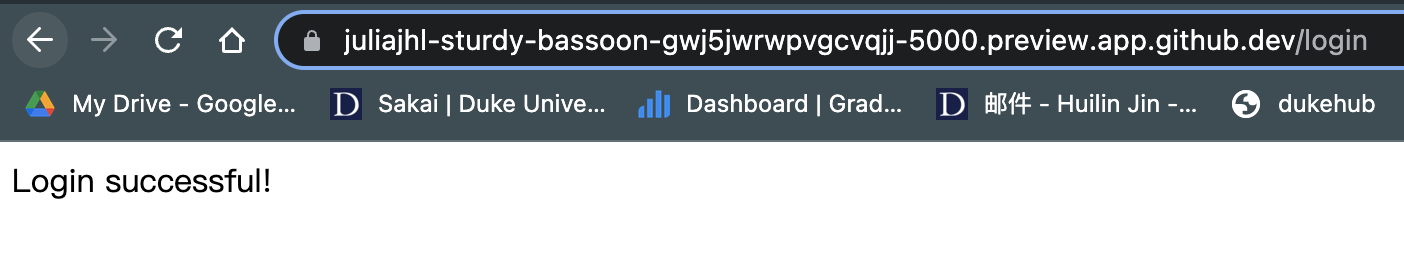 juliajhl-sturdy-bassoon-gwj5jwrwpvgcvqjj-5000.preview.app.github.dev/login
My Drive - Google... D Sakai | Duke Unive... Dashboard | Grad... D 邮件 - Huilin Jin -... dukehub
Login successful!